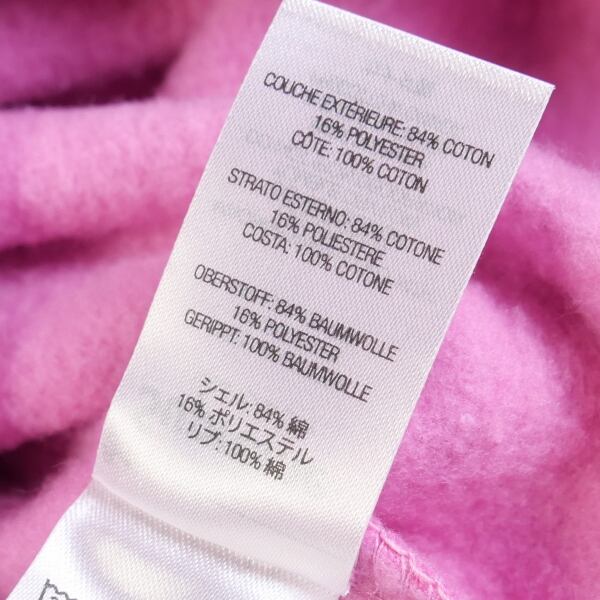 COUCHE EXTÉRIEURE: 84% COTON
16% POLYESTER
CÔTE: 100% COTON
STRATO ESTERNO: 84% COTONE
16% POLIESTERE
COSTA: 100% COTONE
OBERSTOFF: 84% BAUMWOLLE
16% POLYESTER
GERIPPT: 100% BAUMWOLLE
シェル: 84% 綿
16% ポリエステル
リブ: 100% 綿